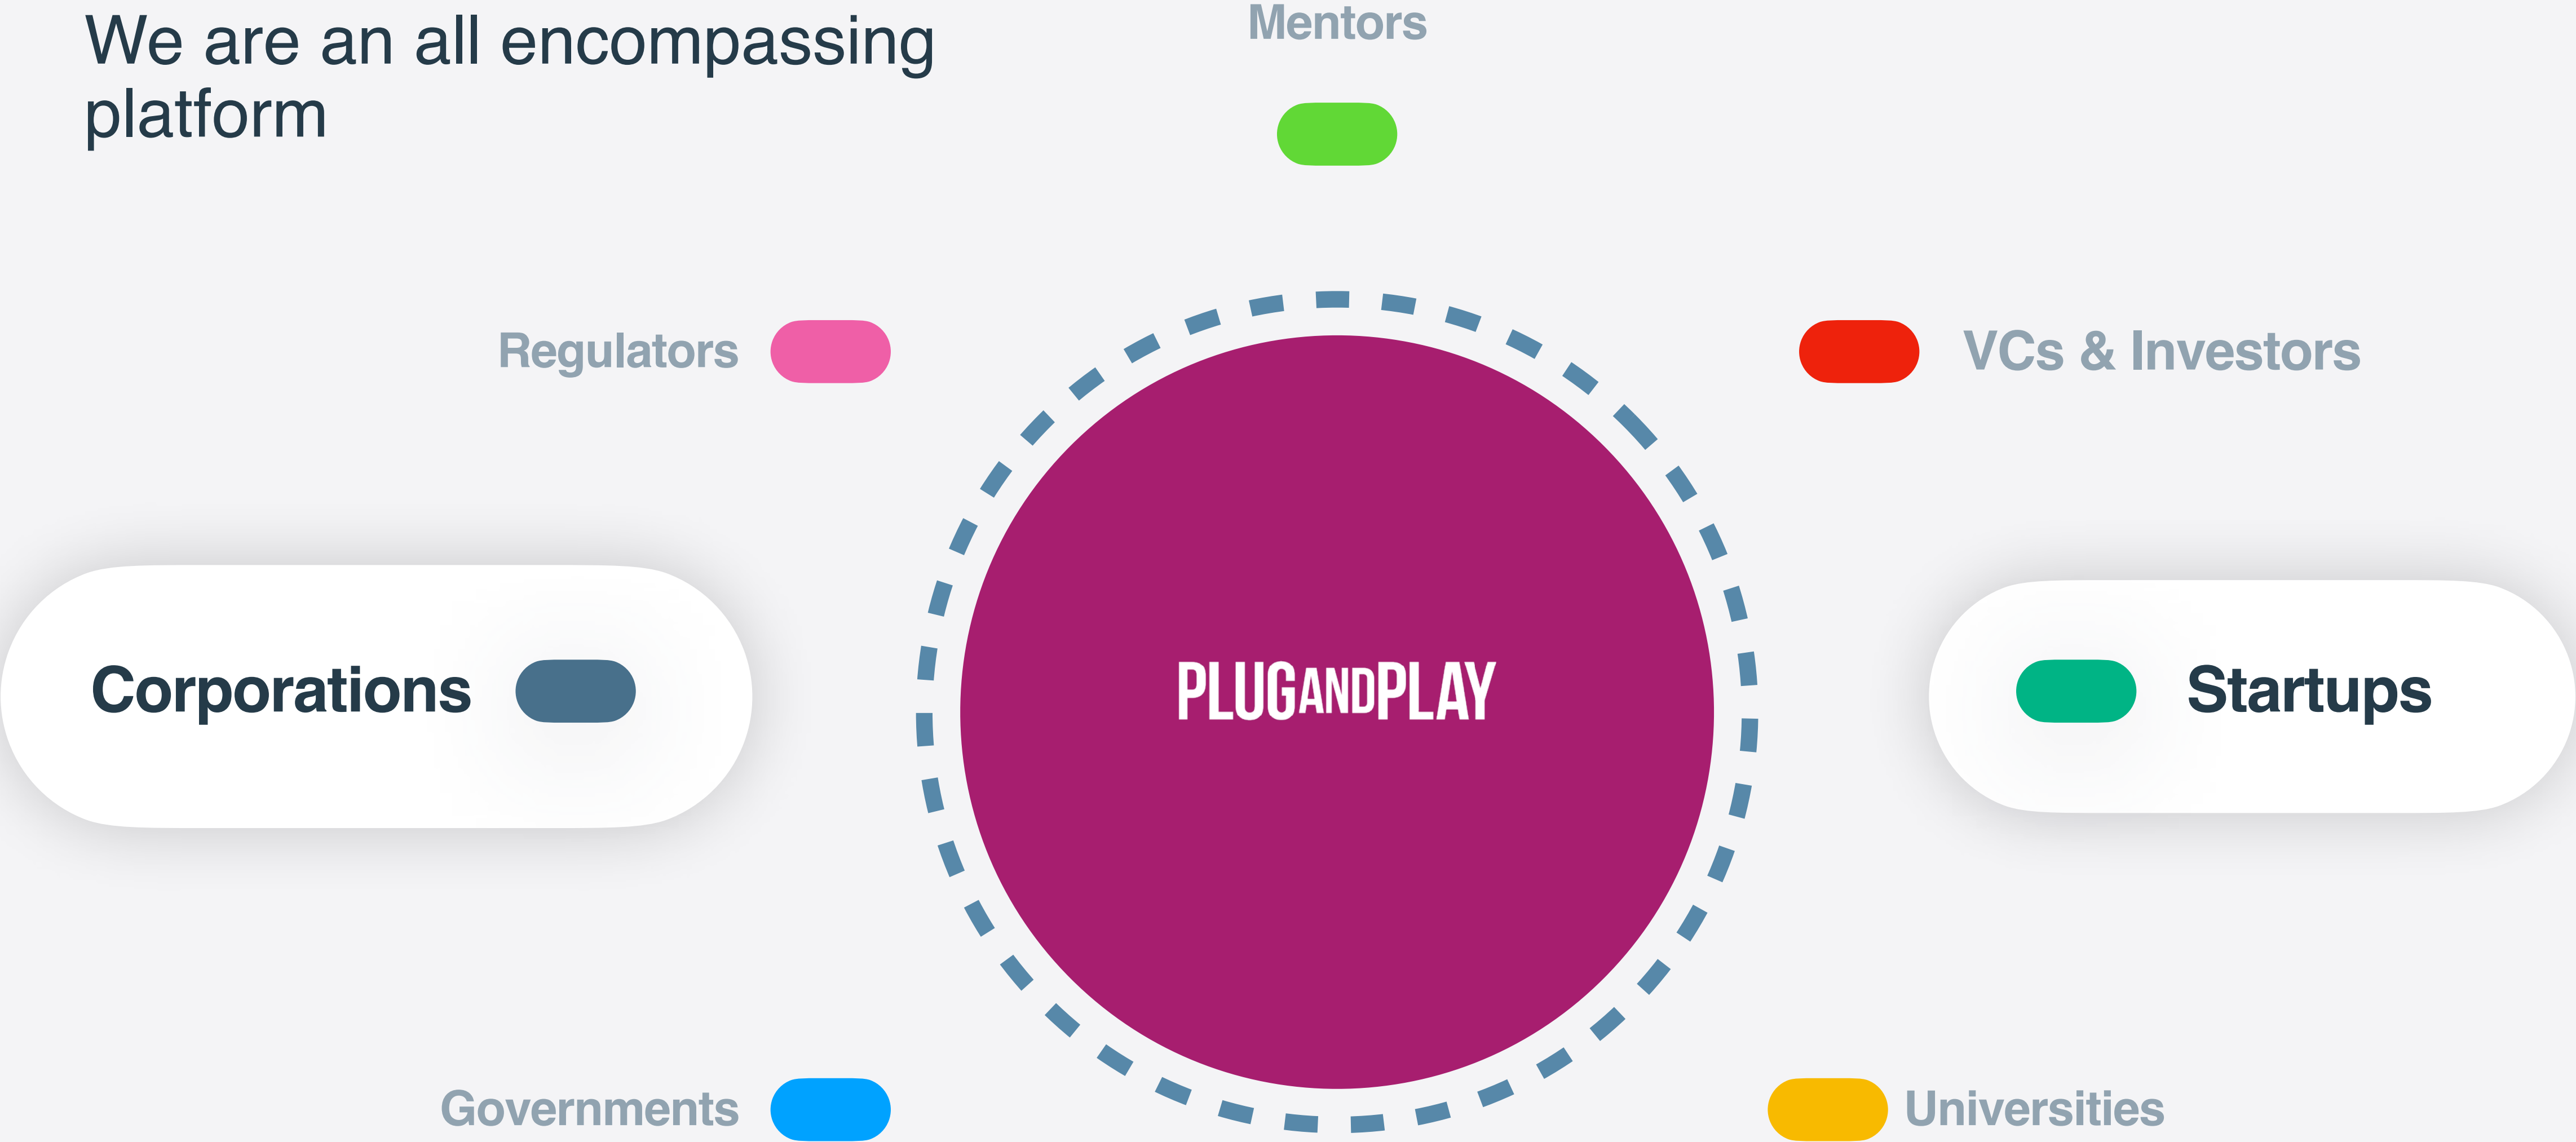 We are an all encompassing
platform
Mentors
Regulators
VCs & Investors
Corporations
PLUGANDPLAY
Startups
Governments
Universities